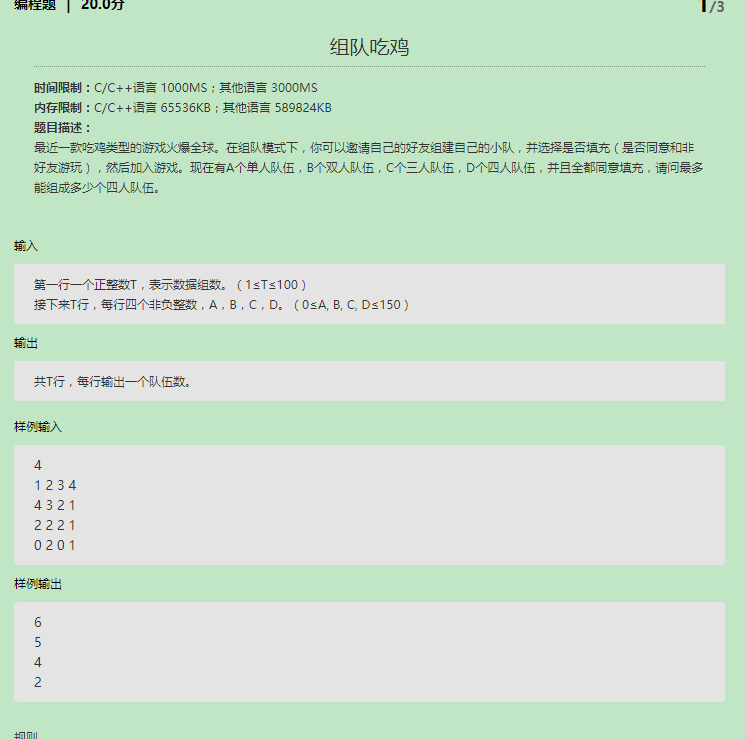 编程题 | 20.0分
1/3
组队吃鸡
时间限制：C/C++语言 1000MS；其他语言 3000MS
内存限制：C/C++语言 65536KB；其他语言 589824KB
题目描述：
最近一款吃鸡类型的游戏火爆全球。在组队模式下，你可以邀请自己的好友组建自己的小队，并选择是否填充（是否同意和非
好友游玩），然后加入游戏。现在有A个单人队伍，B个双人队伍，C个三人队伍，D个四人队伍，并且全都同意填充，请问最多
能组成多少个四人队伍。
输入
第一行一个正整数T，表示数据组数。（1≤T≤100）
接下来T行，每行四个非负整数，A，B，C，D。（0≤A, B, C, D≤150）
输出
共T行，每行输出一个队伍数。
样例输入
4
1 2 3 4
4 3 2 1
2 2 2 1
0 2 0 1
样例输出
6
5
4
2
规则